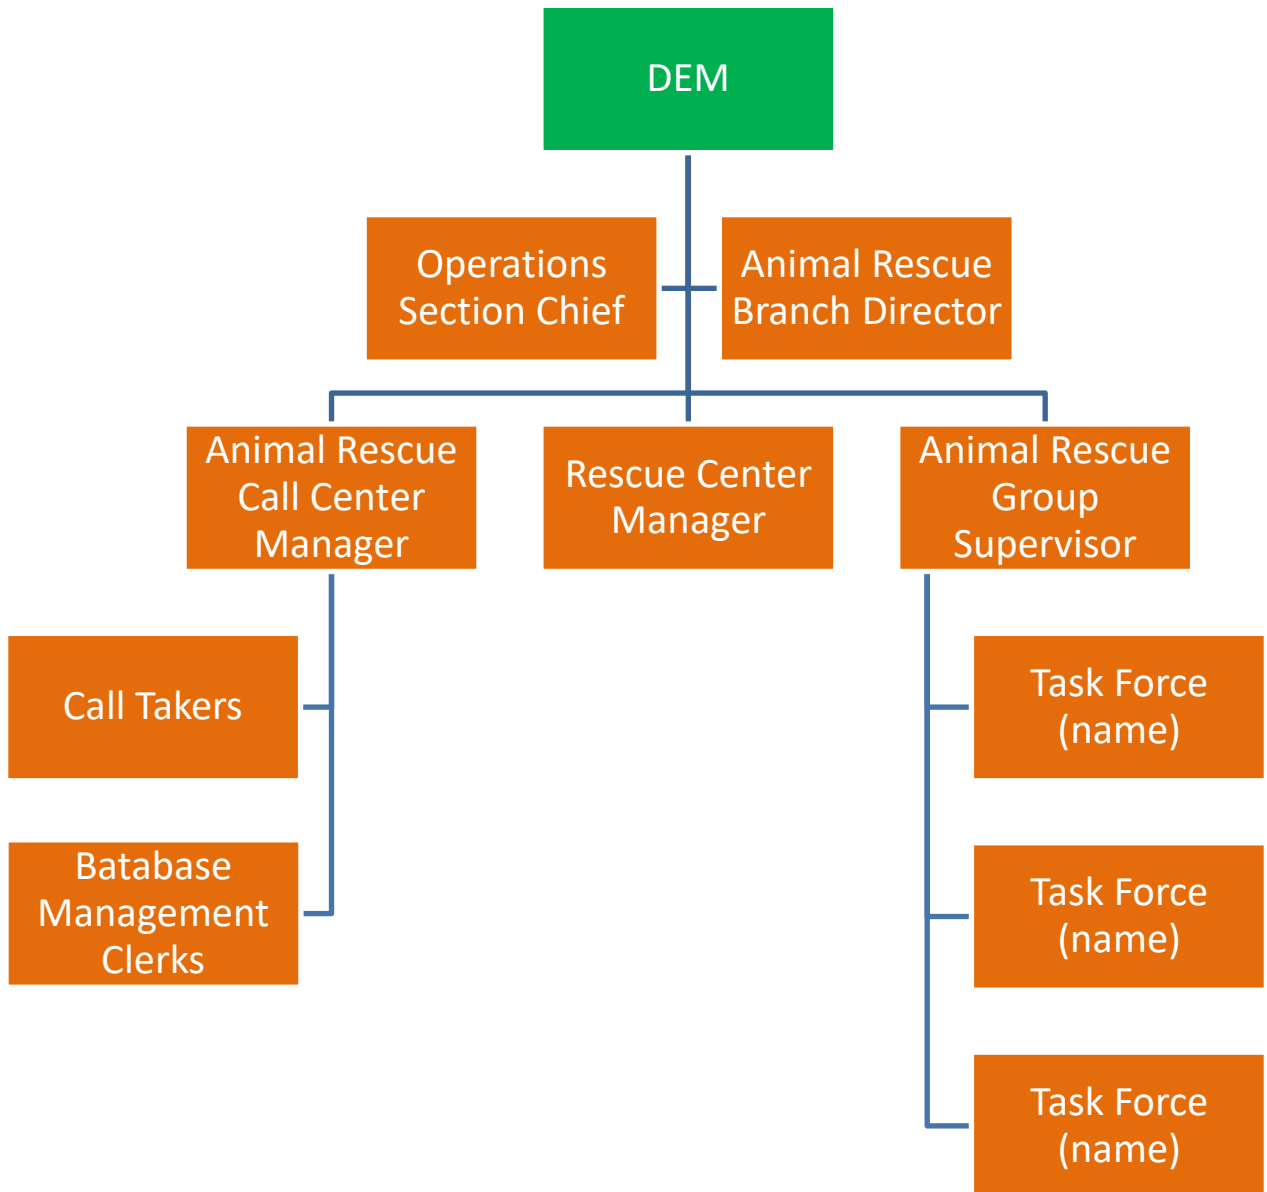 DEM
Operations
Section Chief
Animal Rescue
Branch Director
Animal Rescue
Call Center
Manager
Rescue Center
Manager
Animal Rescue
Group
Supervisor
Call Takers
Batabase
Management
Clerks
Task Force
(name)
Task Force
(name)
Task Force
(name)